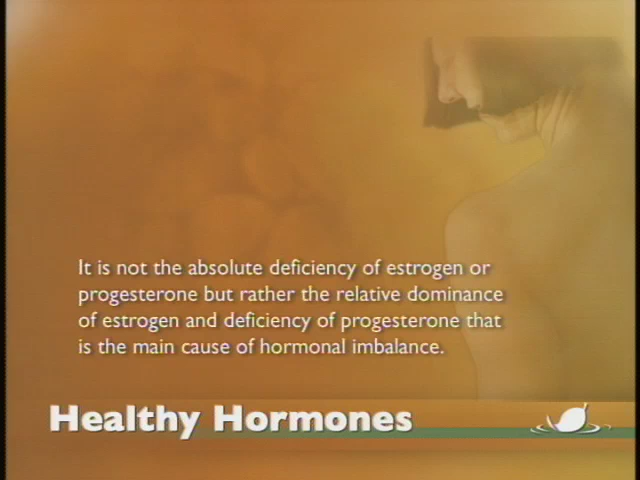 It is not the absolute deficiency of estrogen or
progesterone but rather the relative dominance
of estrogen and deficiency of progesterone that
is the main cause of hormonal imbalance.
Healthy Hormones